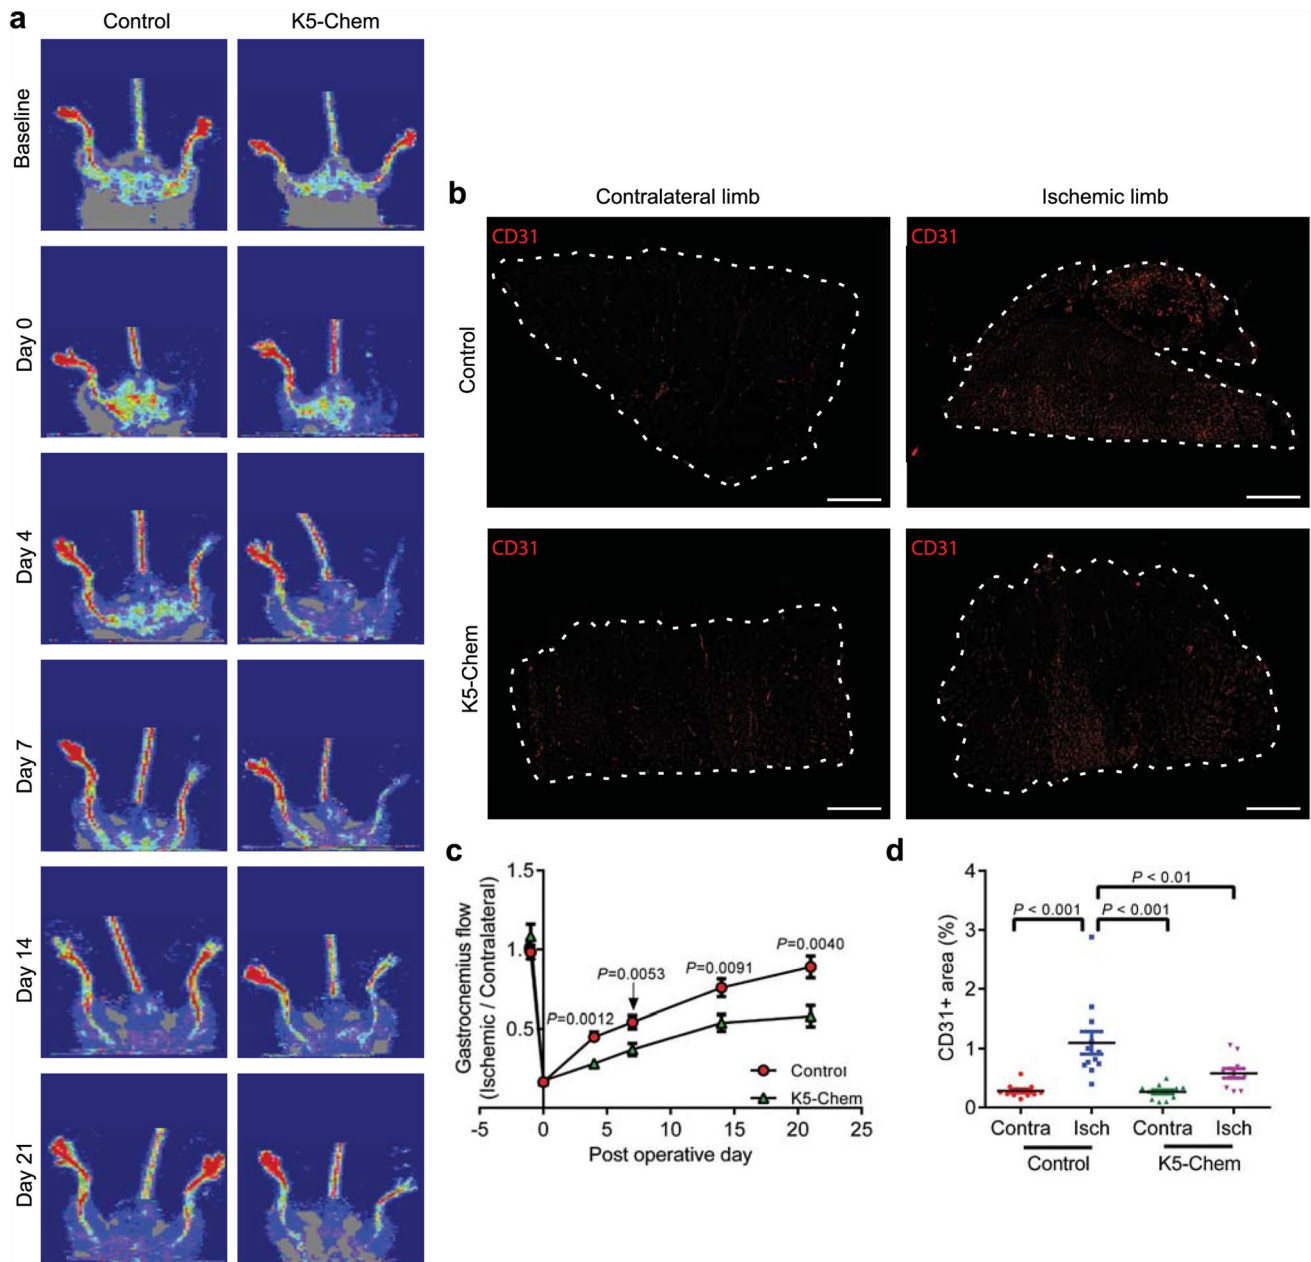 a
Control
K5-Chem
Baseline
Day 0
Day 4
Day 7
Day 14
Day 21
b
Contralateral limb
Ischemic limb
Control
CD31
CD31
K5-Chem
CD31
CD31
c
Gastrocnemius flow
(Ischemic / Contralateral)
1.5
1.0
0.5
P=0.0012
P=0.0053
P=0.0091
P=0.0040
Control
K5-Chem
-5
0
5
10
15
20
25
Post operative day
d
CD31+ area (%)
4
3
2
1
0
P < 0.01
P < 0.001
P < 0.001
Contra
Isch
Contra
Isch
Control
K5-Chem